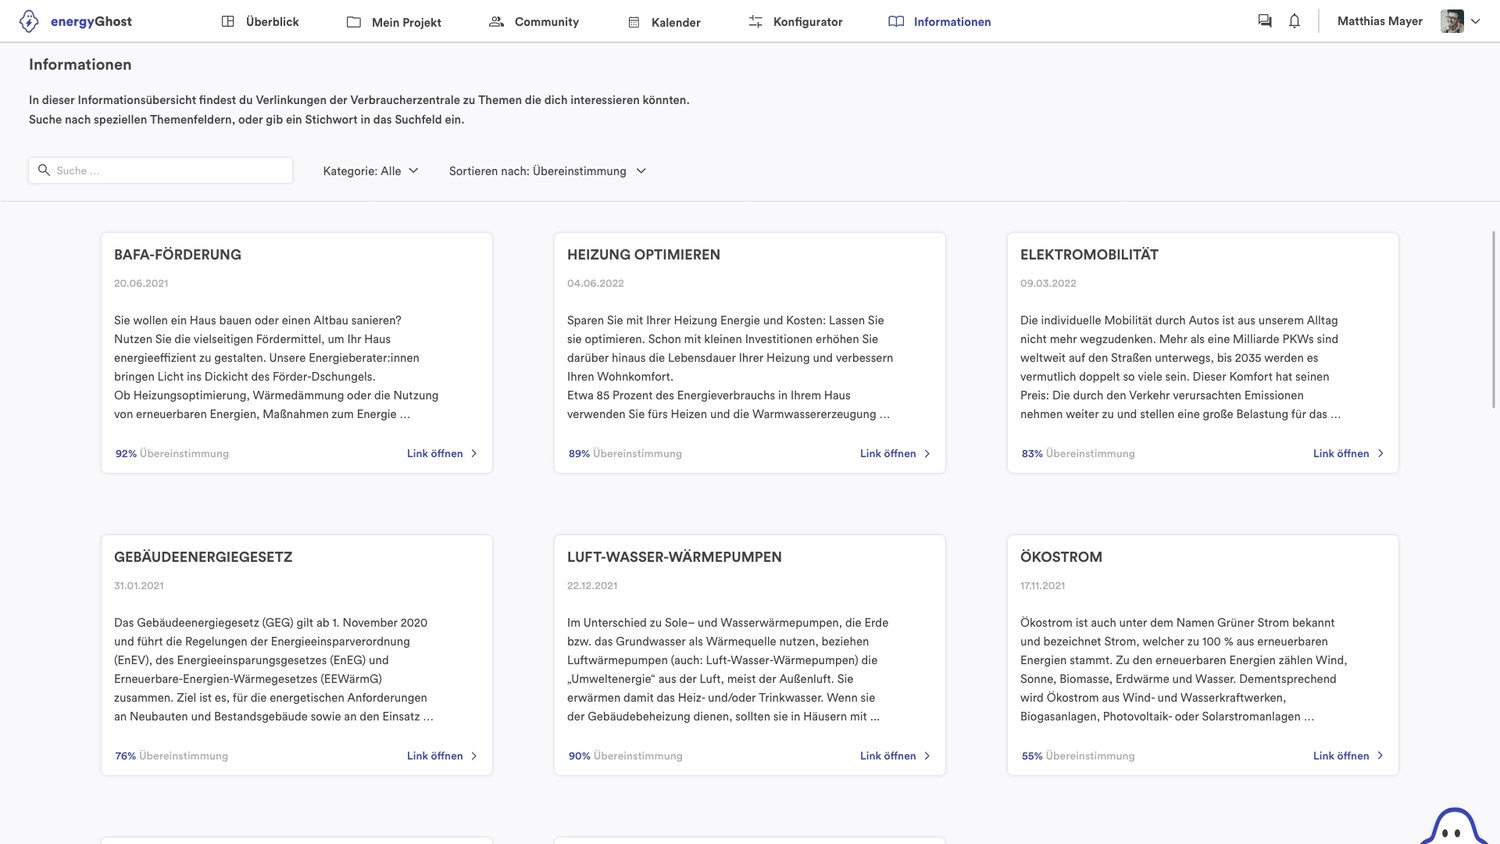 energyGhost
Überblick
Mein Projekt
Community
Kalender
Konfigurator
Informationen
Matthias Mayer
Informationen
In dieser Informationsübersicht findest du Verlinkungen der Verbraucherzentrale zu Themen die dich interessieren könnten.
Suche nach speziellen Themenfeldern, oder gib ein Stichwort in das Suchfeld ein.
Suche ...
Kategorie: Alle
Sortieren nach: Übereinstimmung
BAFA-FÖRDERUNG
20.06.2021
Sie wollen ein Haus bauen oder einen Altbau sanieren?
Nutzen Sie die vielseitigen Fördermittel, um Ihr Haus
energieeffizient zu gestalten. Unsere Energieberater:innen
bringen Licht ins Dickicht des Förder-Dschungels.
Ob Heizungsoptimierung, Wärmedämmung oder die Nutzung
von erneuerbaren Energien, Maßnahmen zum Energie ...
92% Übereinstimmung
Link öffnen
HEIZUNG OPTIMIEREN
04.06.2022
Sparen Sie mit Ihrer Heizung Energie und Kosten: Lassen Sie
sie optimieren. Schon mit kleinen Investitionen erhöhen Sie
darüber hinaus die Lebensdauer Ihrer Heizung und verbessern
Ihren Wohnkomfort.
Etwa 85 Prozent des Energieverbrauchs in Ihrem Haus
verwenden Sie fürs Heizen und die Warmwassererzeugung ...
89% Übereinstimmung
Link öffnen
ELEKTROMOBILITÄT
09.03.2022
Die individuelle Mobilität durch Autos ist aus unserem Alltag
nicht mehr wegzudenken. Mehr als eine Milliarde PKWs sind
weltweit auf den Straßen unterwegs, bis 2035 werden es
vermutlich doppelt so viele sein. Dieser Komfort hat seinen
Preis: Die durch den Verkehr verursachten Emissionen
nehmen weiter zu und stellen eine große Belastung für das ...
83% Übereinstimmung
Link öffnen
GEBÄUDEENERGIEGESETZ
31.01.2021
Das Gebäudeenergiegesetz (GEG) gilt ab 1. November 2020
und führt die Regelungen der Energieeinsparverordnung
(EnEV), des Energieeinsparungsgesetzes (EnEG) und
Erneuerbare-Energien-Wärmegesetzes (EEWärmG)
zusammen. Ziel ist es, für die energetischen Anforderungen
an Neubauten und Bestandsgebäude sowie an den Einsatz ...
76% Übereinstimmung
Link öffnen
LUFT-WASSER-WÄRMEPUMPEN
22.12.2021
Im Unterschied zu Sole– und Wasserwärmepumpen, die Erde
bzw. das Grundwasser als Wärmequelle nutzen, beziehen
Luftwärmepumpen (auch: Luft-Wasser-Wärmepumpen) die
„Umweltenergie“ aus der Luft, meist der Außenluft. Sie
erwärmen damit das Heiz- und/oder Trinkwasser. Wenn sie
der Gebäudebeheizung dienen, sollten sie in Häusern mit ...
90% Übereinstimmung
Link öffnen
ÖKOSTROM
17.11.2021
Ökostrom ist auch unter dem Namen Grüner Strom bekannt
und bezeichnet Strom, welcher zu 100 % aus erneuerbaren
Energien stammt. Zu den erneuerbaren Energien zählen Wind,
Sonne, Biomasse, Erdwärme und Wasser. Dementsprechend
wird Ökostrom aus Wind- und Wasserkraftwerken,
Biogasanlagen, Photovoltaik- oder Solarstromanlagen ...
55% Übereinstimmung
Link öffnen